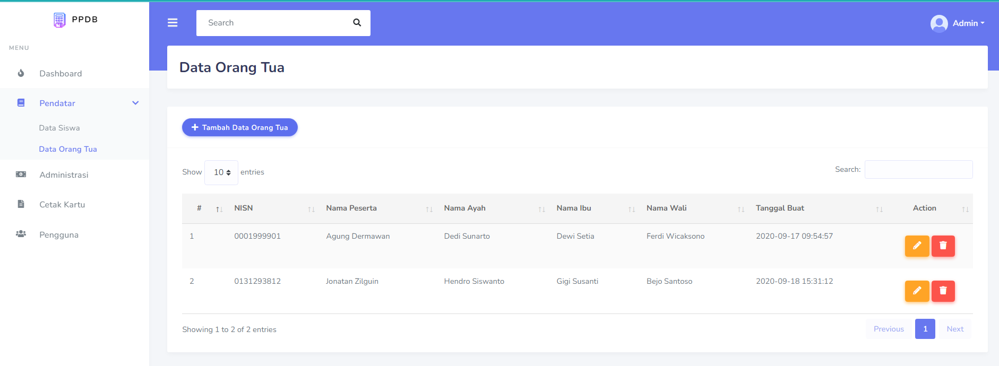 PPDB
MENU
Dashboard
Pendatar
Data Siswa
Data Orang Tua
Administrasi
Cetak Kartu
Pengguna
Search
Admin
Data Orang Tua
Tambah Data Orang Tua
Show 10 entries
Search:
# NISN Nama Peserta Nama Ayah Nama Ibu Nama Wali Tanggal Buat Action
1 0001999901 Agung Dermawan Dedi Sunarto Dewi Setia Ferdi Wicaksono 2020-09-17 09:54:57
2 0131293812 Jonatan Zilguin Hendro Siswanto Gigi Susanti Bejo Santoso 2020-09-18 15:31:12
Showing 1 to 2 of 2 entries
Previous 1 Next